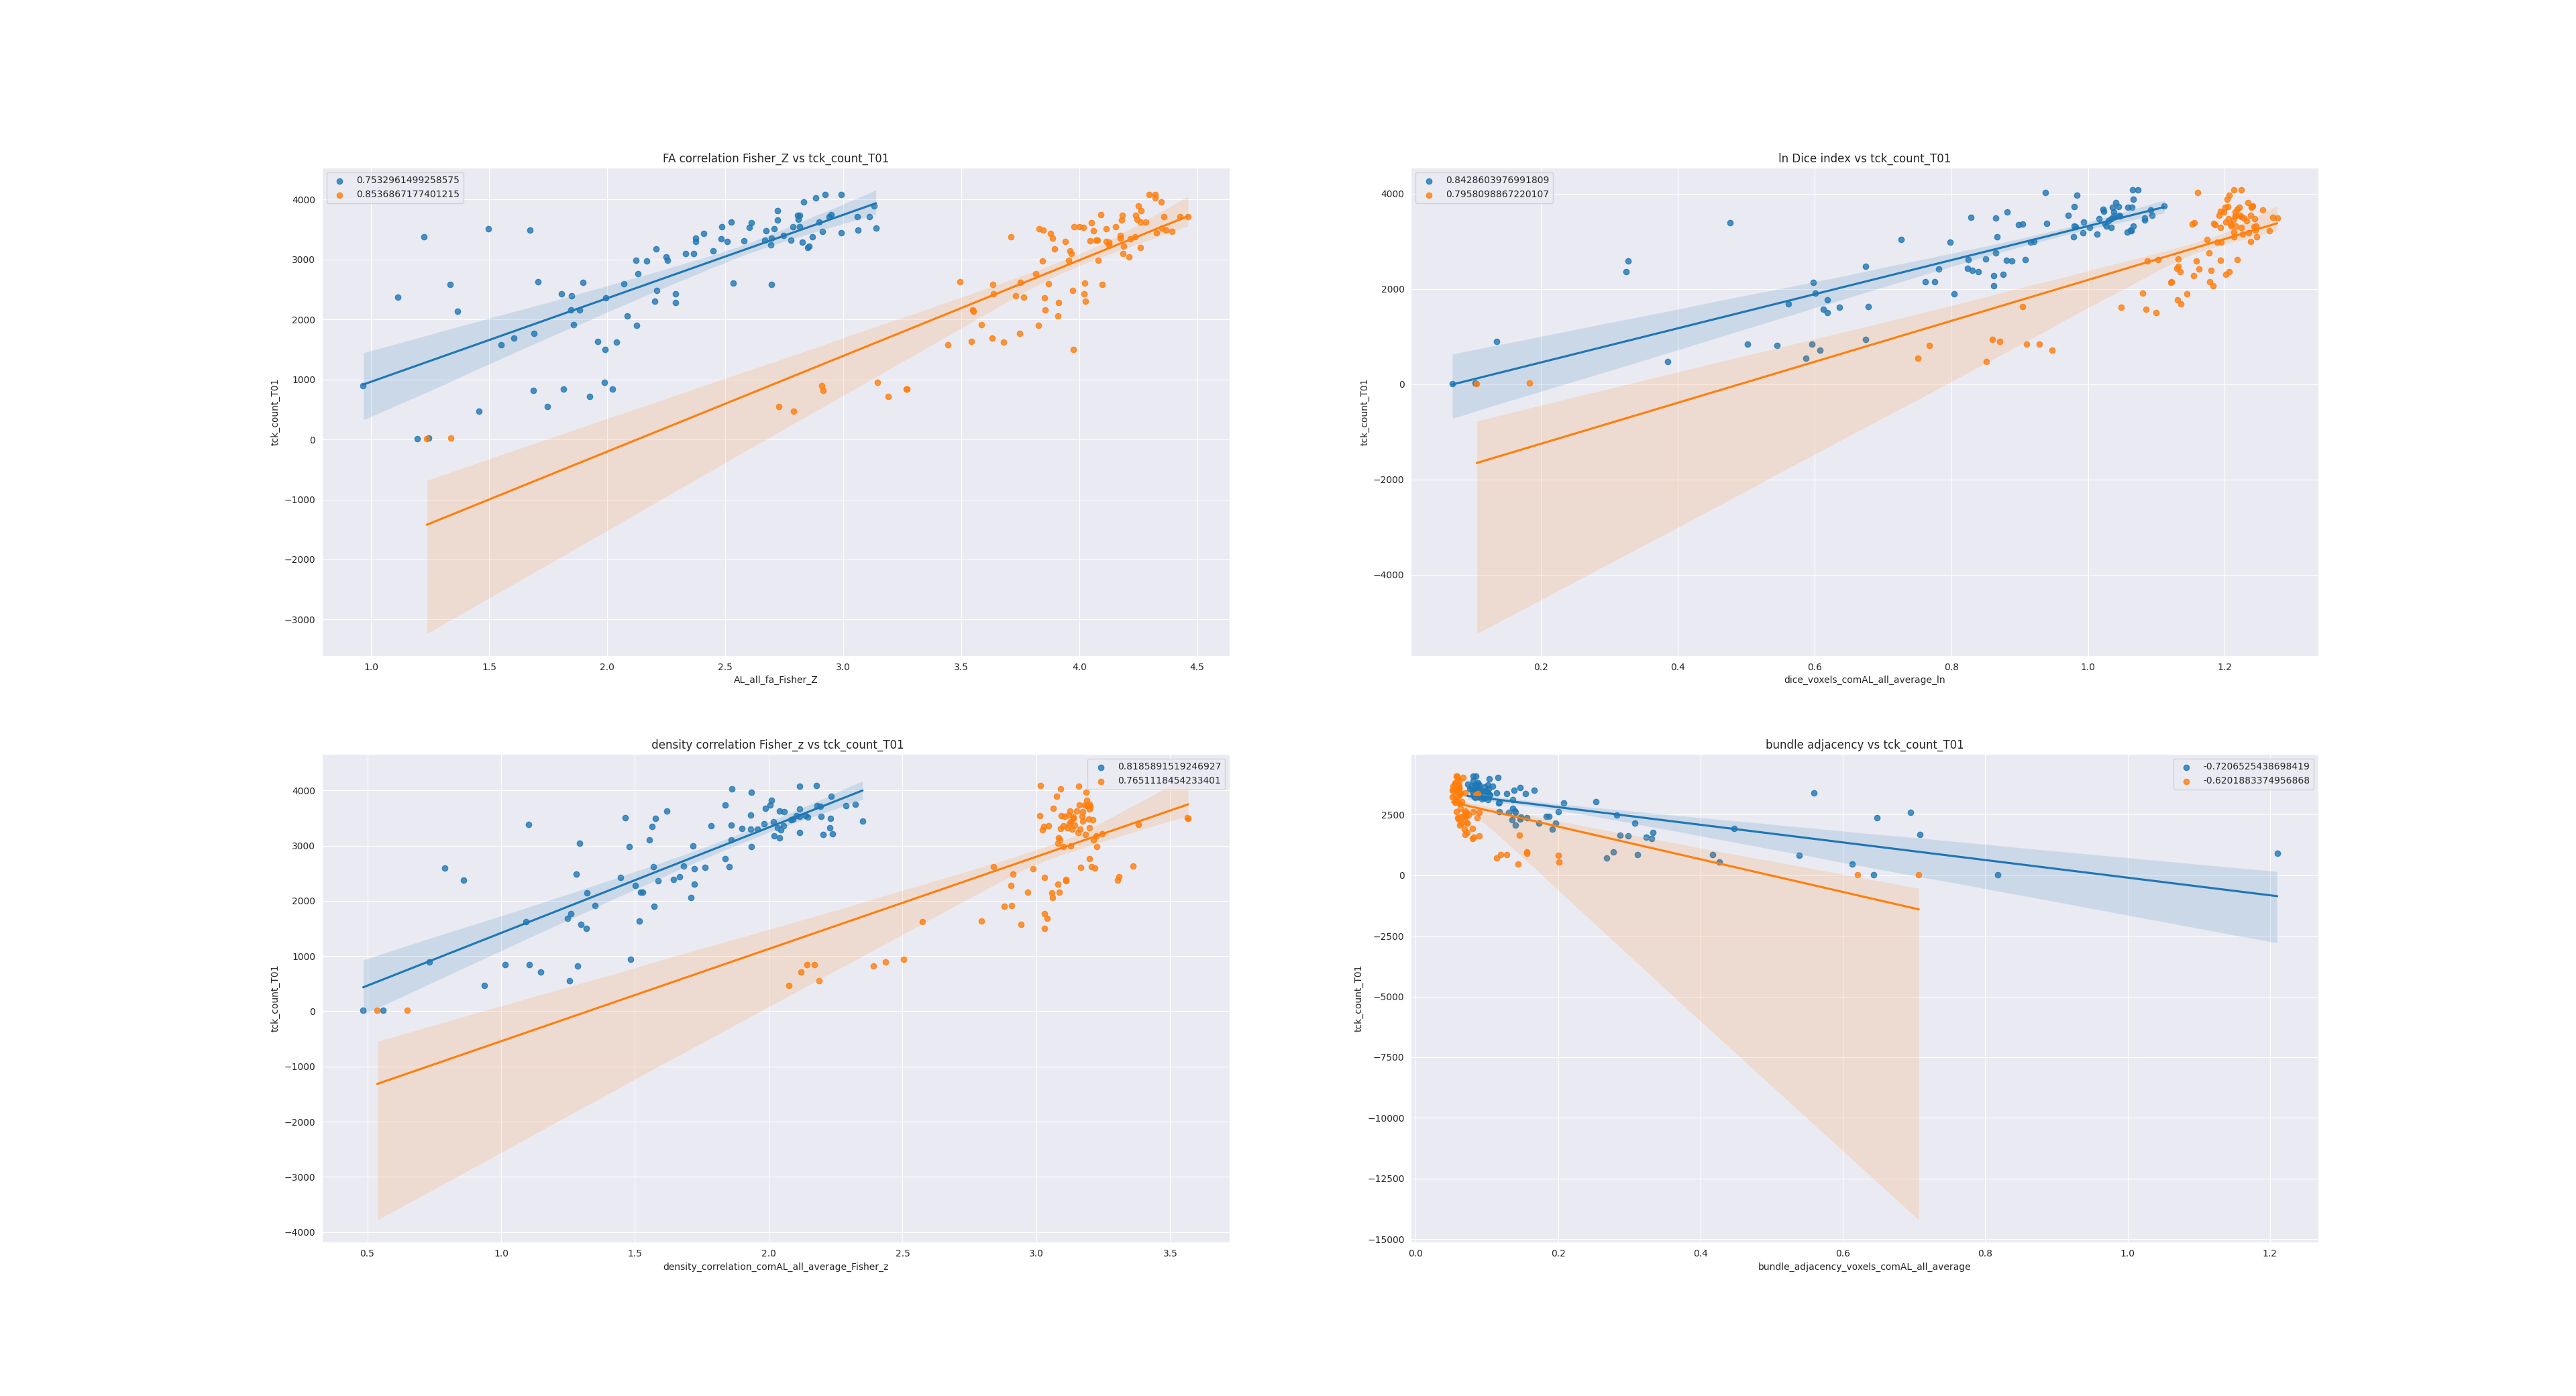 FA correlation Fisher_Z vs tck_count_T01
0.7532961499258575
0.8536867177401215
4000
3000
2000
1000
0
−1000
−2000
−3000
tck_count_T01
1.0 1.5 2.0 2.5 3.0 3.5 4.0 4.5
AL_all_fa_Fisher_Z
ln Dice index vs tck_count_T01
0.8428603976991809
0.7958098867220107
4000
2000
0
−2000
−4000
tck_count_T01
0.2 0.4 0.6 0.8 1.0 1.2
dice_voxels_comAL_all_average_ln
density correlation Fisher_z vs tck_count_T01
0.8185891519246927
0.7651118454233401
4000
3000
2000
1000
0
−1000
−2000
−3000
−4000
tck_count_T01
0.5 1.0 1.5 2.0 2.5 3.0 3.5
density_correlation_comAL_all_average_Fisher_z
bundle adjacency vs tck_count_T01
-0.7206525438698419
-0.6201883374956868
2500
0
−2500
−5000
−7500
−10000
−12500
−15000
tck_count_T01
0.0 0.2 0.4 0.6 0.8 1.0 1.2
bundle_adjacency_voxels_comAL_all_average